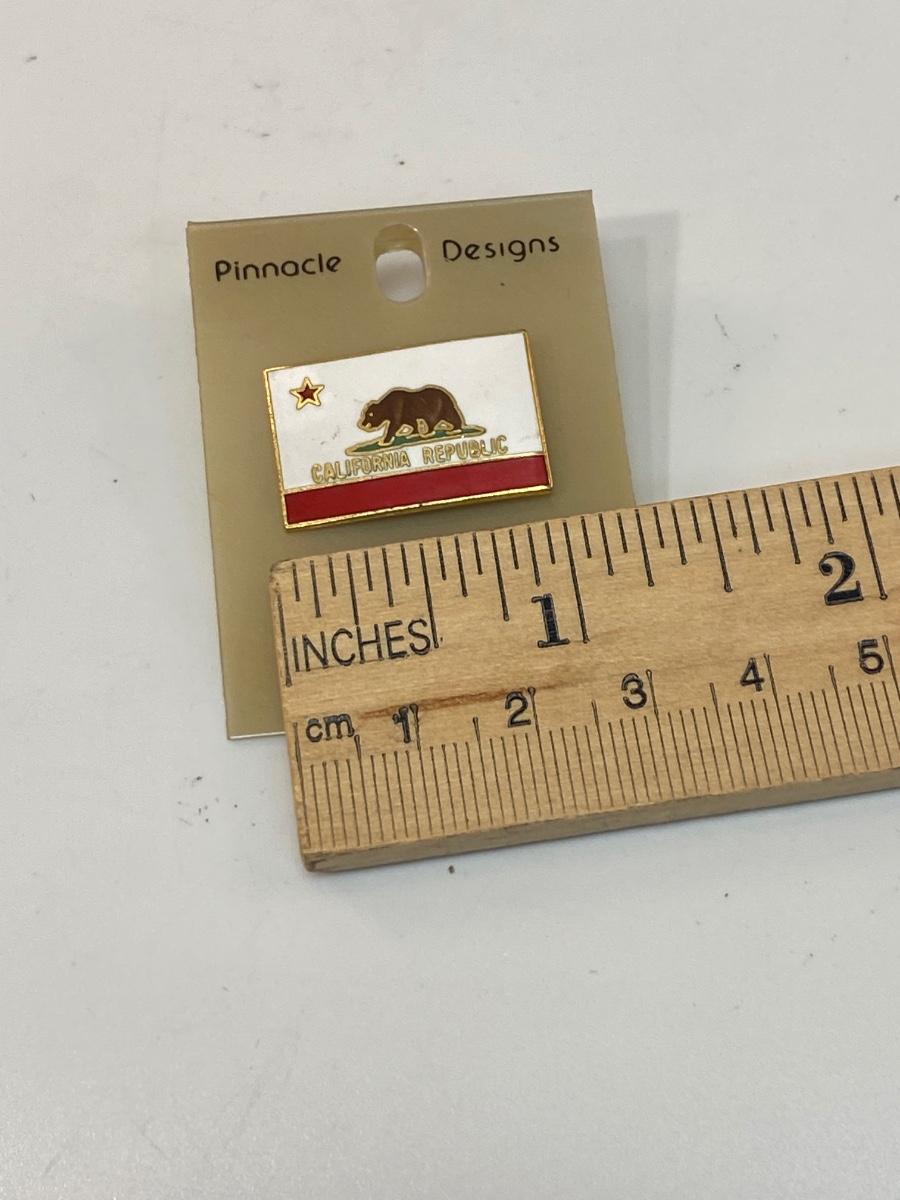 Pinnacle Designs
CALIFORNIA REPUBLIC
1 2
INCHES
cm 1 2 3 4 5